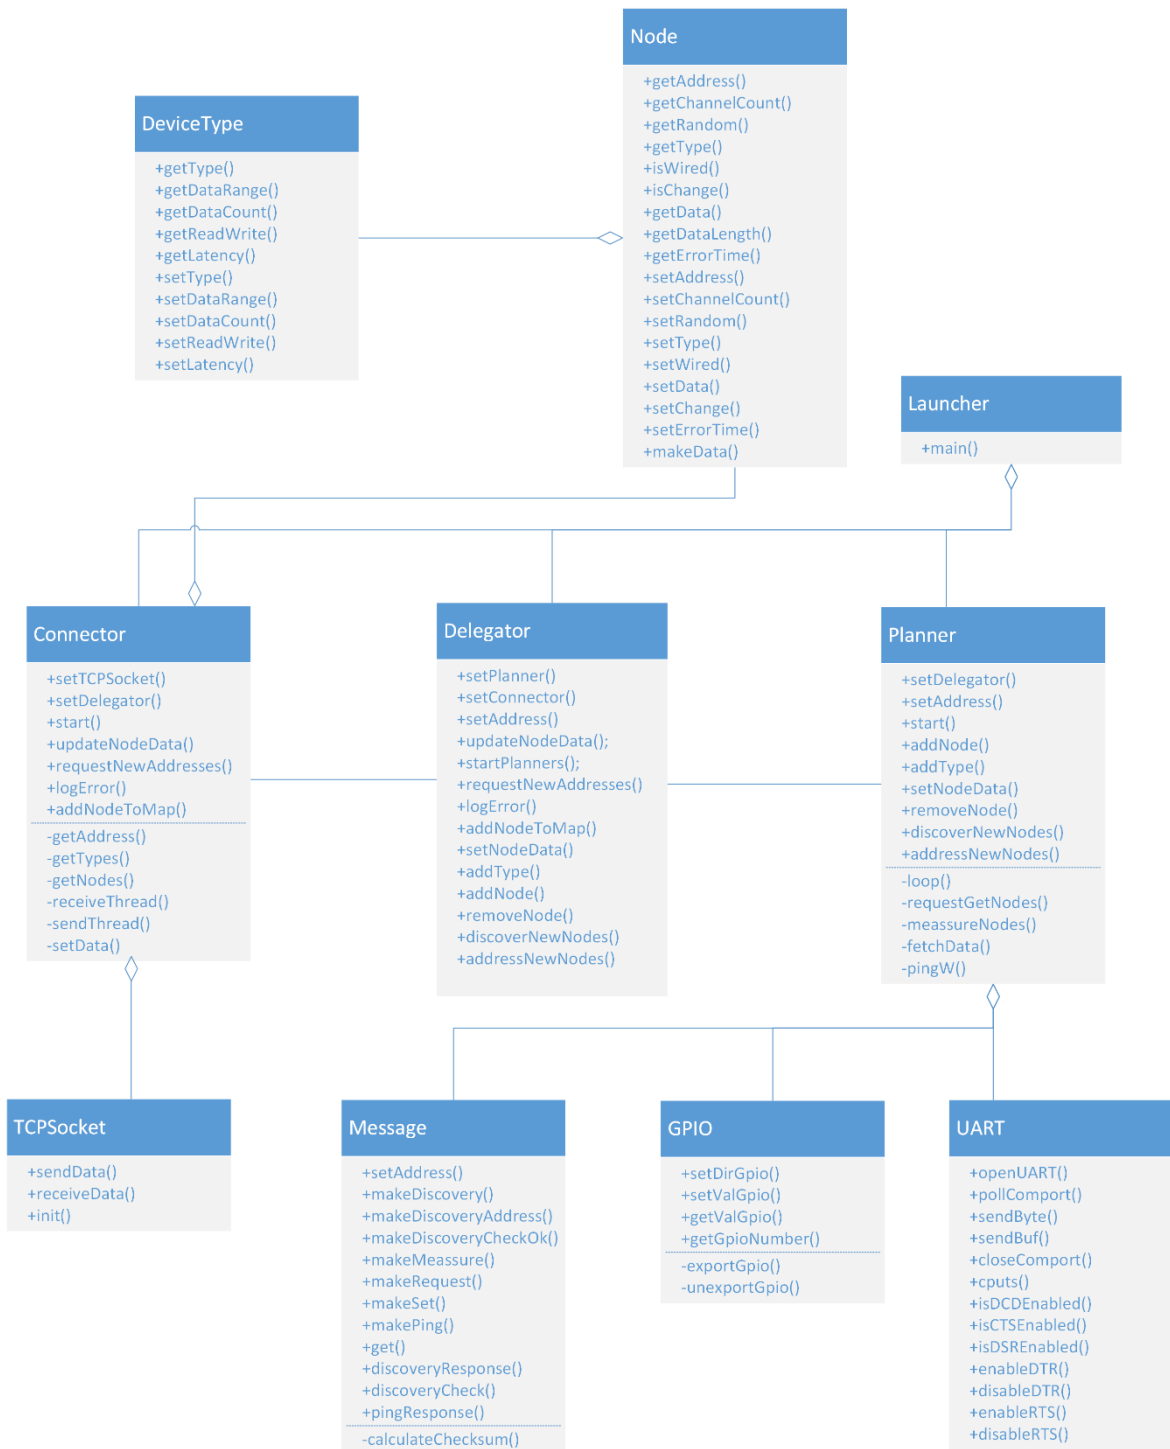 Node
+getAddress()
+getChannelCount()
+getRandom()
+getType()
+isWired()
+isChange()
+getData()
+getDataLength()
+getErrorTime()
+setAddress()
+setChannelCount()
+setRandom()
+setType()
+setWired()
+setData()
+setChange()
+setErrorTime()
+makeData()
DeviceType
+getType()
+getDataRange()
+getDataCount()
+getReadWrite()
+getLatency()
+setType()
+setDataRange()
+setDataCount()
+setReadWrite()
+setLatency()
Launcher
+main()
Connector
+setTCPSocket()
+setDelegator()
+start()
+updateNodeData()
+requestNewAddresses()
+logError()
+addNodeToMap()
-getAddress()
-getTypes()
-getNodes()
-receiveThread()
-sendThread()
-setData()
Delegator
+setPlanner()
+setConnector()
+setAddress()
+updateNodeData();
+startPlanners();
+requestNewAddresses()
+logError()
+addNodeToMap()
+setNodeData()
+addType()
+addNode()
+removeNode()
+discoverNewNodes()
+addressNewNodes()
Planner
+setDelegator()
+setAddress()
+start()
+addNode()
+addType()
+setNodeData()
+removeNode()
+discoverNewNodes()
+addressNewNodes()
-loop()
-requestGetNodes()
-meassureNodes()
-fetchData()
-pingW()
TCPSocket
+sendData()
+receiveData()
+init()
Message
+setAddress()
+makeDiscovery()
+makeDiscoveryAddress()
+makeDiscoveryCheckOk()
+makeMeassure()
+makeRequest()
+makeSet()
+makePing()
+get()
+discoveryResponse()
+discoveryCheck()
+pingResponse()
-calculateChecksum()
GPIO
+setDirGpio()
+setValGpio()
+getValGpio()
+getGpioNumber()
-exportGpio()
-unexportGpio()
UART
+openUART()
+pollComport()
+sendByte()
+sendBuf()
+closeComport()
+cputs()
+isDCDEnabled()
+isCTSEnabled()
+isDSREnabled()
+enableDTR()
+disableDTR()
+enableRTS()
+disableRTS()